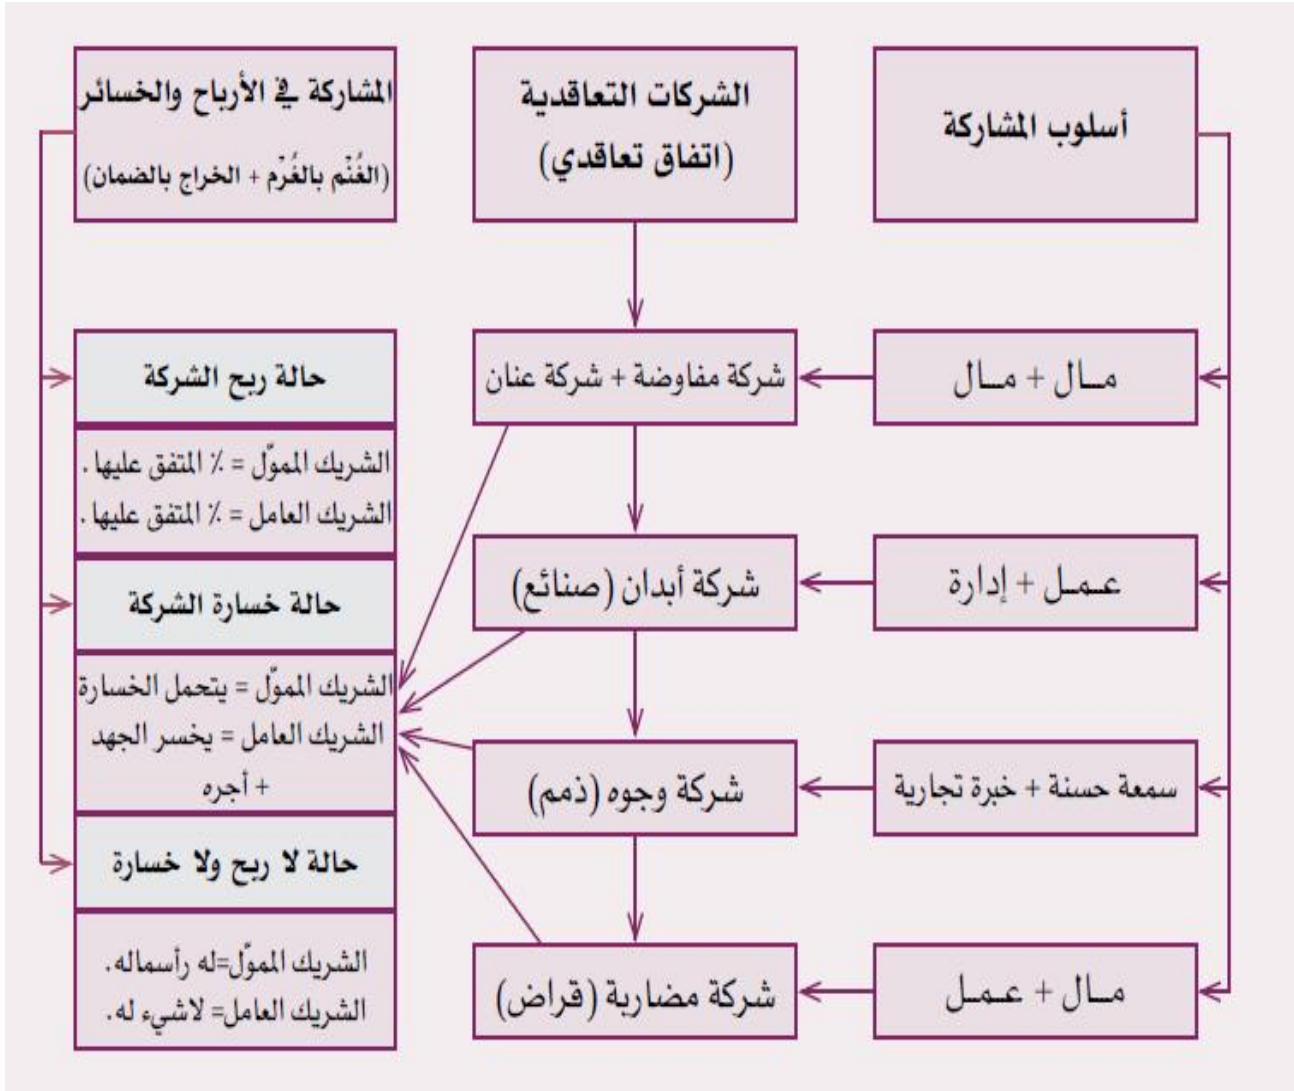 أسلوب المشاركة
مــال + مــال
عـمـل + إدارة
سمعة حسنة + خبرة تجارية
مــال + عـمـل
الشركات التعاقدية
(اتفاق تعاقدي)
شركة مفاوضة + شركة عنان
شركة أبدان (صنائع)
شركة وجوه (ذمم)
شركة مضاربة (قراض)
المشاركة في الأرباح والخسائر
(الغُنْم بالغُرْم + الخراج بالضمان)
حالة ربح الشركة
الشريك المموّل = ٪ المتفق عليها.
الشريك العامل = ٪ المتفق عليها.
حالة خسارة الشركة
الشريك المموّل = يتحمل الخسارة
الشريك العامل = يخسر الجهد
+ أجره
حالة لا ربح ولا خسارة
الشريك المموّل=له رأسماله.
الشريك العامل= لاشيء له.